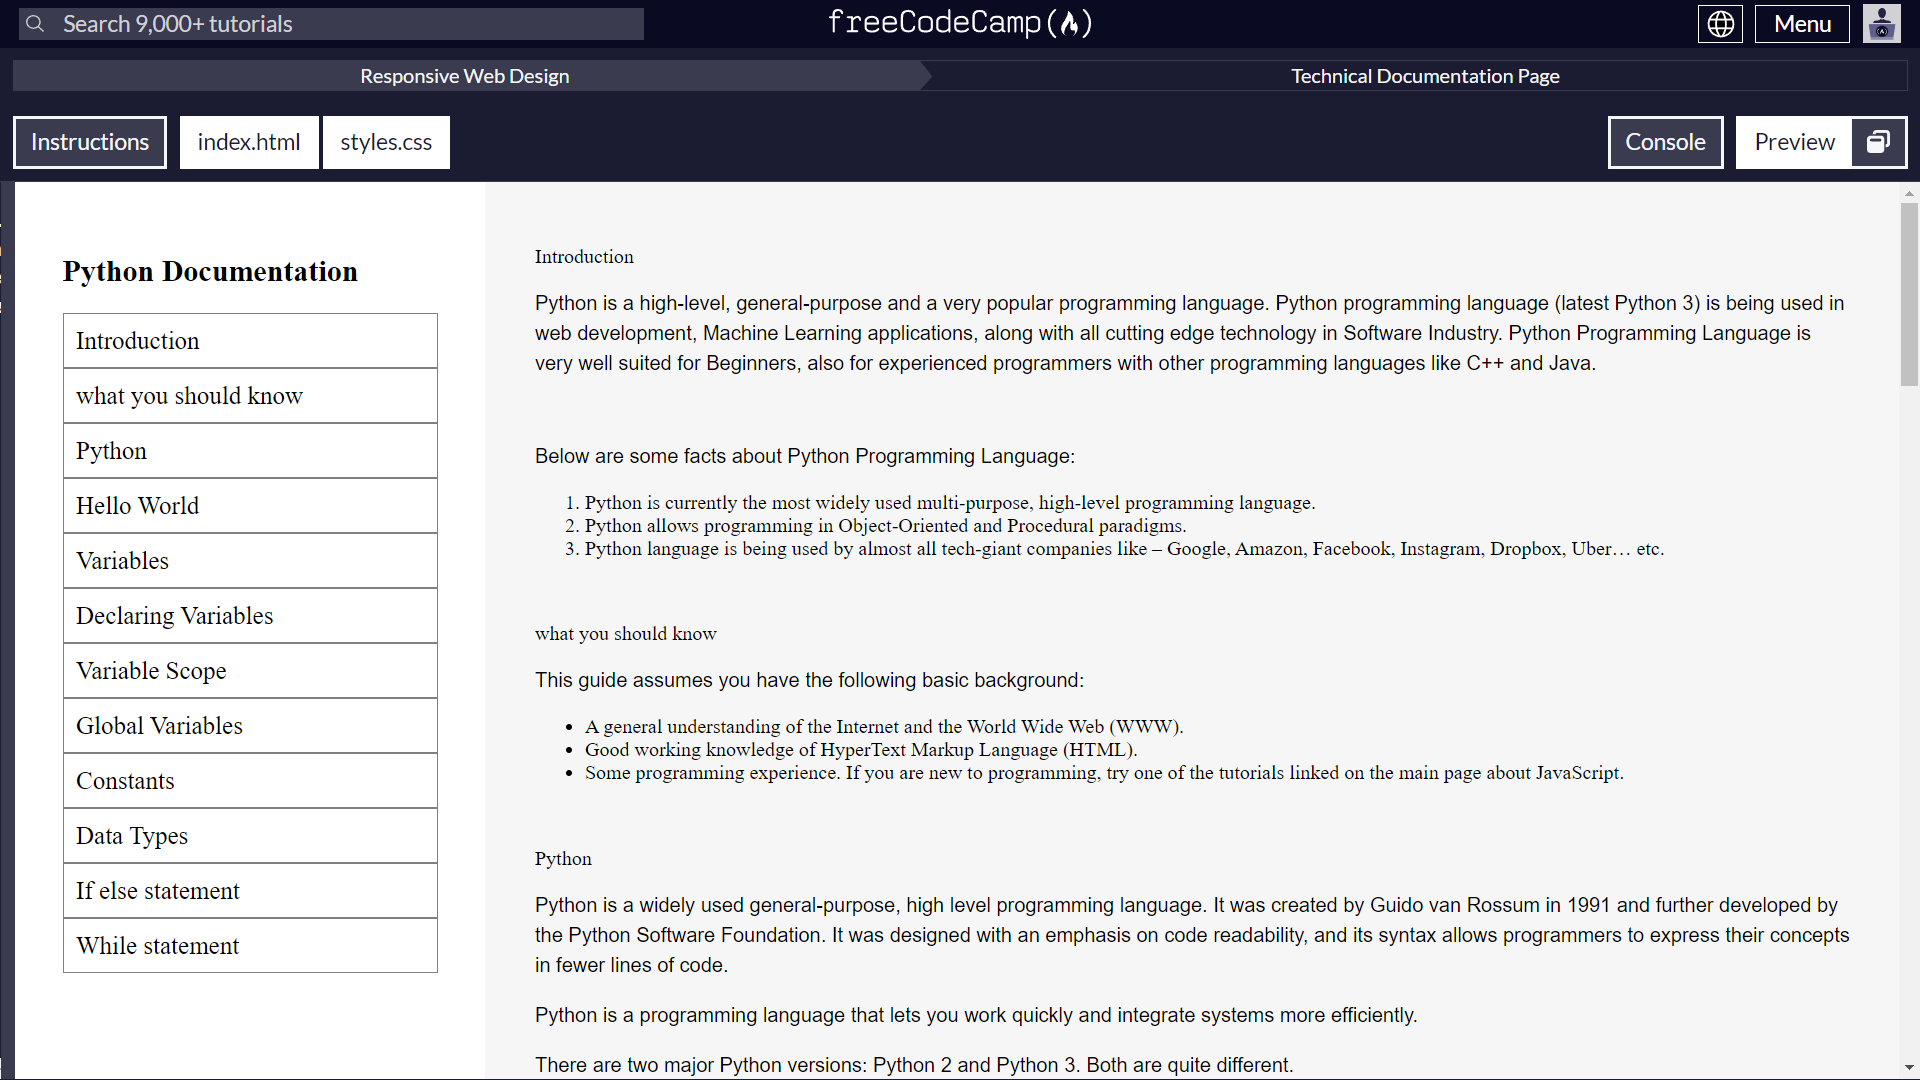 Search 9,000+ tutorials
freeCodeCamp
Menu
Responsive Web Design
Technical Documentation Page
Instructions
index.html
styles.css
Console
Preview
Python Documentation
Introduction
what you should know
Python
Hello World
Variables
Declaring Variables
Variable Scope
Global Variables
Constants
Data Types
If else statement
While statement
Introduction
Python is a high-level, general-purpose and a very popular programming language. Python programming language (latest Python 3) is being used in
web development, Machine Learning applications, along with all cutting edge technology in Software Industry. Python Programming Language is
very well suited for Beginners, also for experienced programmers with other programming languages like C++ and Java.
Below are some facts about Python Programming Language:
1. Python is currently the most widely used multi-purpose, high-level programming language.
2. Python allows programming in Object-Oriented and Procedural paradigms.
3. Python language is being used by almost all tech-giant companies like – Google, Amazon, Facebook, Instagram, Dropbox, Uber… etc.
what you should know
This guide assumes you have the following basic background:
• A general understanding of the Internet and the World Wide Web (WWW).
• Good working knowledge of HyperText Markup Language (HTML).
• Some programming experience. If you are new to programming, try one of the tutorials linked on the main page about JavaScript.
Python
Python is a widely used general-purpose, high level programming language. It was created by Guido van Rossum in 1991 and further developed by
the Python Software Foundation. It was designed with an emphasis on code readability, and its syntax allows programmers to express their concepts
in fewer lines of code.
Python is a programming language that lets you work quickly and integrate systems more efficiently.
There are two major Python versions: Python 2 and Python 3. Both are quite different.